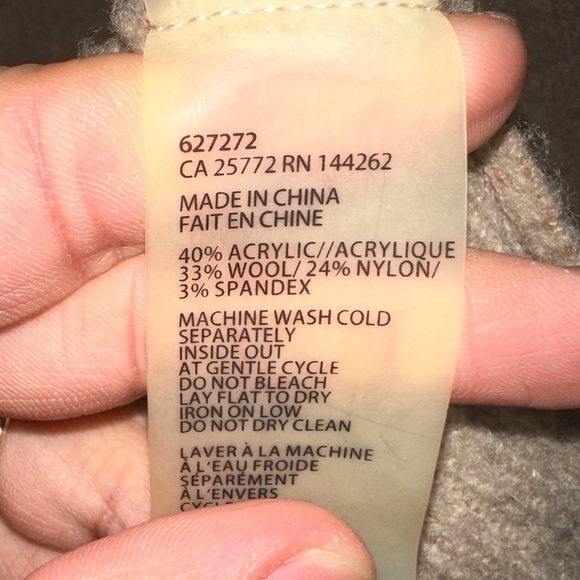 627272
CA 25772 RN 144262
MADE IN CHINA
FAIT EN CHINE
40% ACRYLIC//ACRYLIQUE
33% WOOL/ 24% NYLON/
3% SPANDEX
MACHINE WASH COLD
SEPARATELY
INSIDE OUT
AT GENTLE CYCLE
DO NOT BLEACH
LAY FLAT TO DRY
IRON ON LOW
DO NOT DRY CLEAN
LAVER À LA MACHINE
À L'EAU FROIDE
SÉPARÉMENT
À L'ENVERS